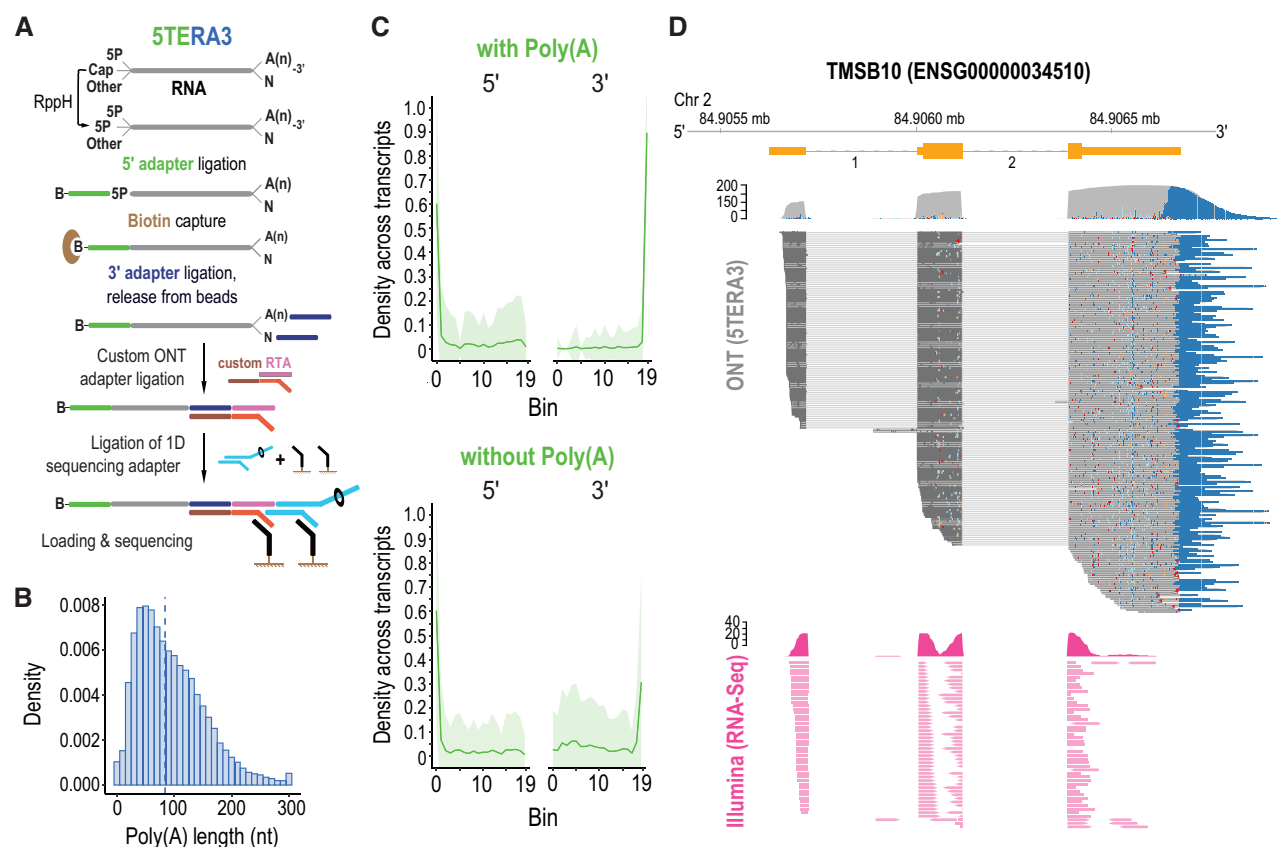 A
5TERA3
5P
Cap
Other
RNA
A(n)
-3'
N
RppH
5P
5P
Other
A(n)
-3'
N
5' adapter ligation
B
5P
A(n)
N
Biotin capture
B
A(n)
N
3' adapter ligation,
release from beads
B
A(n)
N
Custom ONT
adapter ligation
custom RTA
B
Ligation of 1D
sequencing adapter
+
B
Loading & sequencing
B
0.008
0.006
0.004
0.002
0.000
Density
0
100
200
300
Poly(A) length (nt)
C
with Poly(A)
5'
3'
1.0
0.9
0.8
0.7
0.6
0.5
0.4
0.3
0.2
0.1
0
Density across transcripts
0
10
19
0
10
19
Bin
without Poly(A)
5'
3'
1.0
0.9
0.8
0.7
0.6
0.5
0.4
0.3
0.2
0.1
0
Density across transcripts
0
10
19
0
10
19
Bin
D
TMSB10 (ENSG00000034510)
Chr 2
84.9055 mb
84.9060 mb
84.9065 mb
5'
3'
1
2
200
150
0
ONT (5TERA3)
40
20
0
Illumina (RNA-Seq)